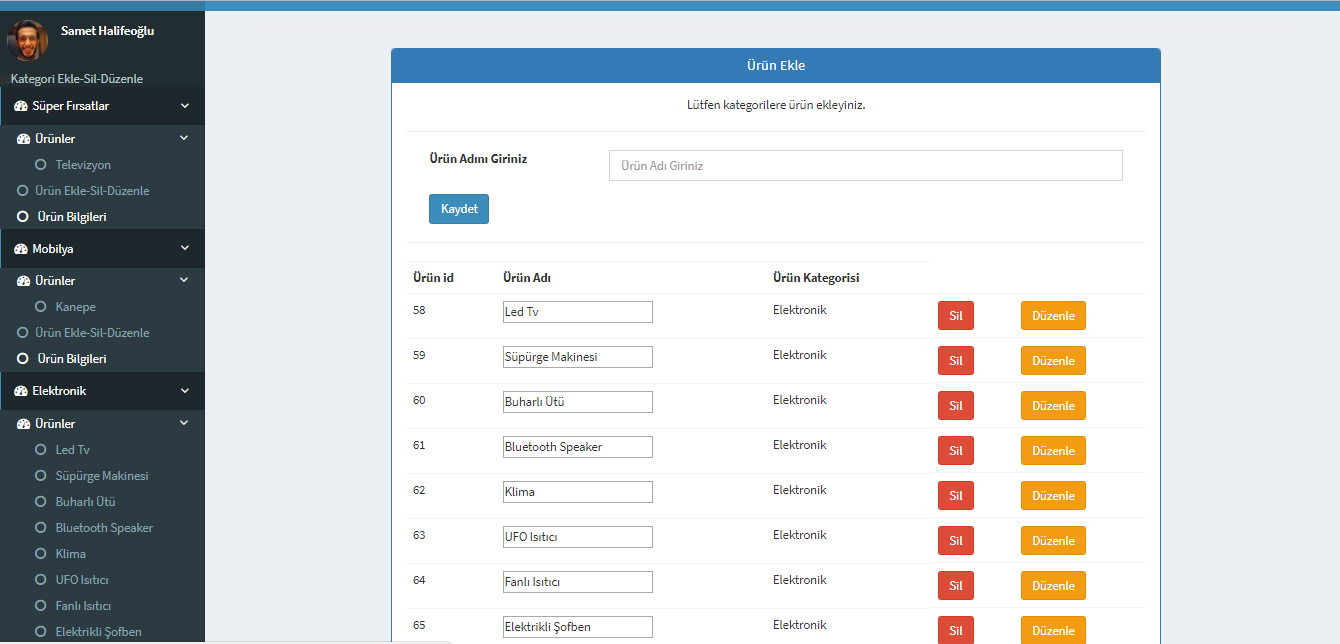 Samet Halifeoğlu
Kategori Ekle-Sil-Düzenle
Süper Fırsatlar
Ürünler
Televizyon
Ürün Ekle-Sil-Düzenle
Ürün Bilgileri
Mobilya
Ürünler
Kanepe
Ürün Ekle-Sil-Düzenle
Ürün Bilgileri
Elektronik
Ürünler
Led Tv
Süpürge Makinesi
Buharlı Ütü
Bluetooth Speaker
Klima
UFO Isıtıcı
Fanlı Isıtıcı
Elektrikli Şofben
Ürün Ekle
Lütfen kategorilere ürün ekleyiniz.
Ürün Adını Giriniz
Ürün Adı Giriniz
Kaydet
Ürün id Ürün Adı Ürün Kategorisi
58 Led Tv Elektronik Sil Düzenle
59 Süpürge Makinesi Elektronik Sil Düzenle
60 Buharlı Ütü Elektronik Sil Düzenle
61 Bluetooth Speaker Elektronik Sil Düzenle
62 Klima Elektronik Sil Düzenle
63 UFO Isıtıcı Elektronik Sil Düzenle
64 Fanlı Isıtıcı Elektronik Sil Düzenle
65 Elektrikli Şofben Elektronik Sil Düzenle